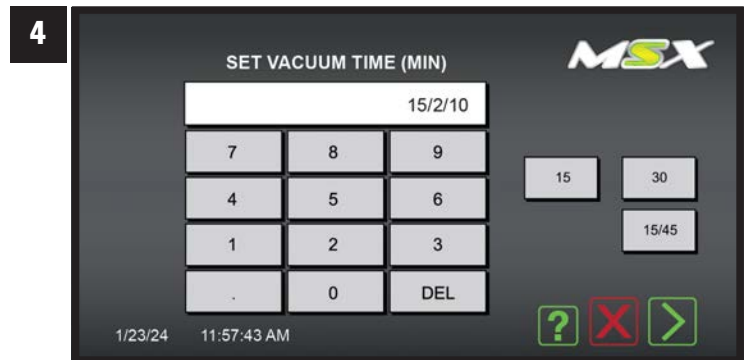 4
MSX
SET VACUUM TIME (MIN)
15/2/10
7 8 9
4 5 6
1 2 3
. 0 DEL
15 30
15/45
? X >
1/23/24 11:57:43 AM